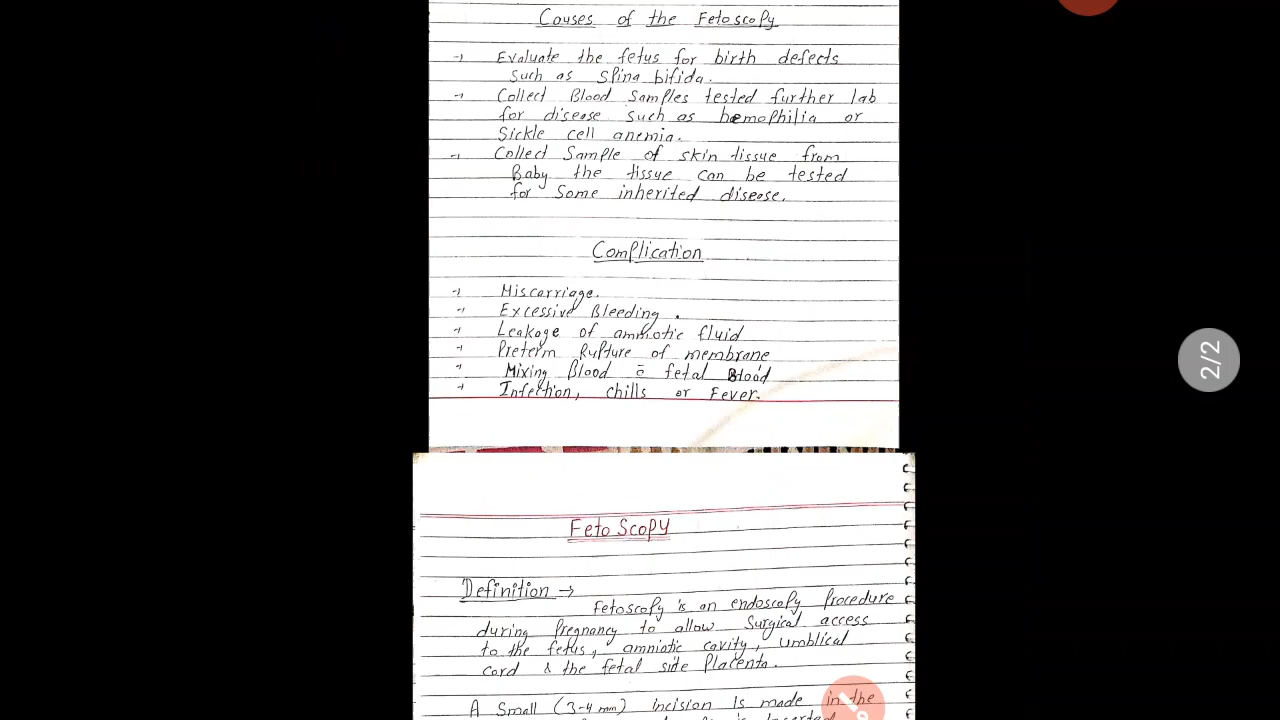 Causes of the Fetoscopy
→ Evaluate the fetus for birth defects
such as spina bifida.
→ Collect Blood Samples tested further lab
for disease such as hemophilia or
Sickle cell anemia.
→ Collect Sample of skin tissue from
Baby the tissue can be tested
for some inherited disease.
Complication
→ Miscarriage.
→ Excessive Bleeding.
→ Leakage of amniotic fluid
→ Preterm Rupture of membrane
→ Mixing Blood c̄ fetal Blood
→ Infection, chills or Fever.
2/2
Feto Scopy
Definition →
Fetoscopy is an endoscopy Procedure
during Pregnancy to allow Surgical access
to the fetus, amniotic cavity, umblical
cord & the fetal side Placenta.
A Small (3-4 mm) incision is made in the
is inserted